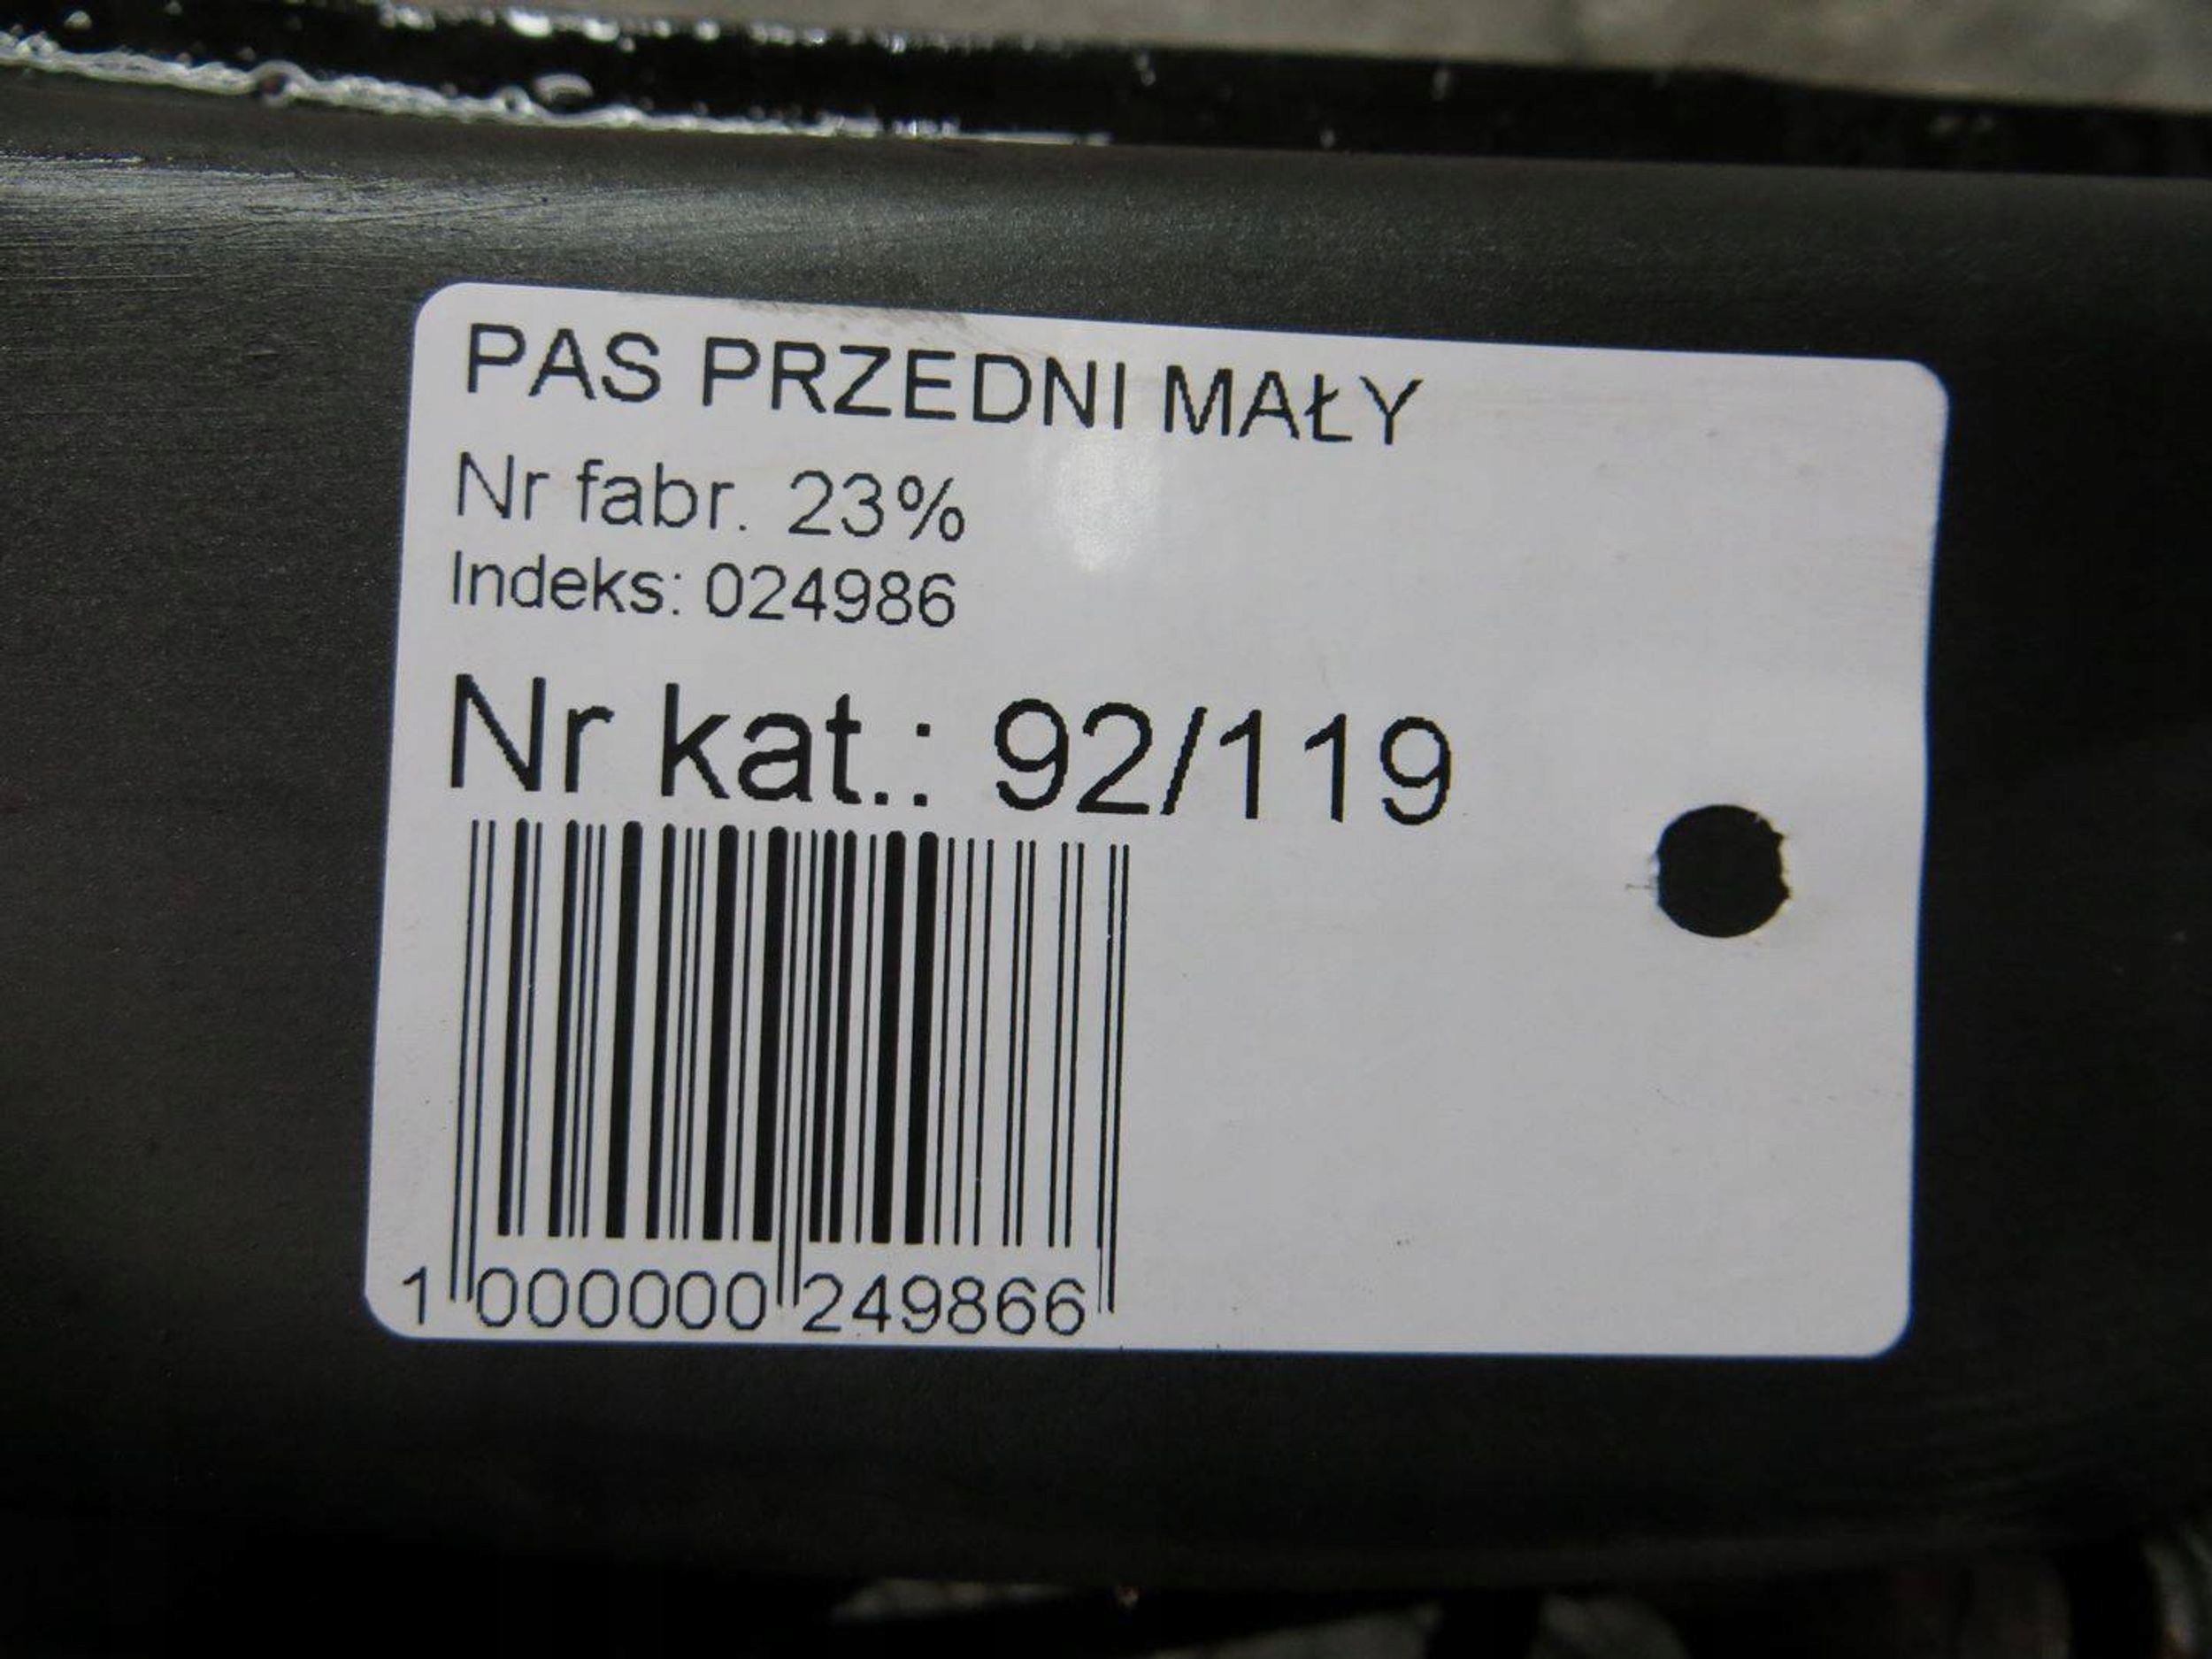 PAS PRZEDNI MAŁY
Nr fabr. 23%
Indeks: 024986
Nr kat.: 92/119
1 000000 249866